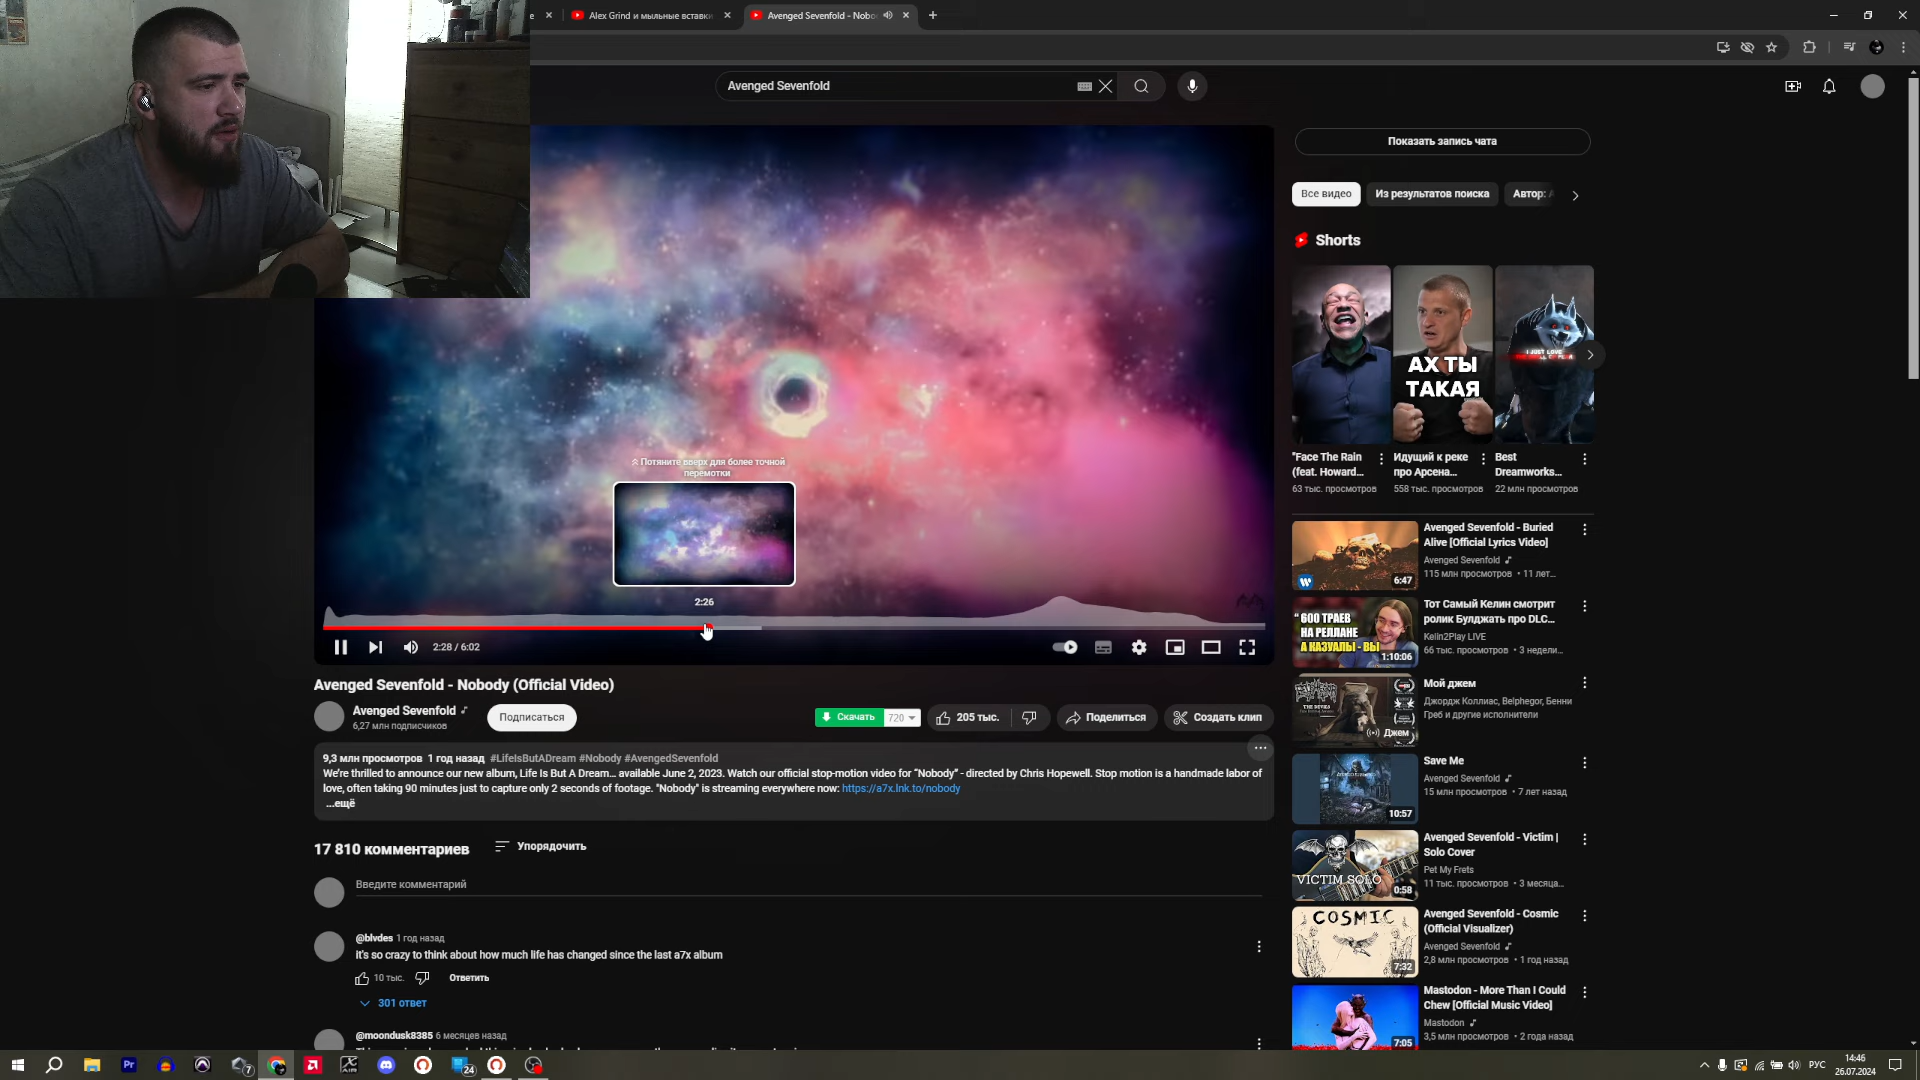 Alex Grind и мыльные вставки
Avenged Sevenfold - Nobo
Avenged Sevenfold
Показать запись чата
Все видео
Из результатов поиска
Автор:
Shorts
АХ ТЫ
ТАКАЯ
I JUST LOVE
"Face The Rain
(feat. Howard...
63 тыс. просмотров
Идущий к реке
про Арсена...
558 тыс. просмотров
Best
Dreamworks...
22 млн просмотров
Потяните вверх для более точной
перемотки
2:26
2:28 / 6:02
Avenged Sevenfold - Nobody (Official Video)
Avenged Sevenfold
6,27 млн подписчиков
Подписаться
Скачать
720
205 тыс.
Поделиться
Создать клип
9,3 млн просмотров 1 год назад #LifeIsButADream #Nobody #AvengedSevenfold
We're thrilled to announce our new album, Life Is But A Dream... available June 2, 2023. Watch our official stop-motion video for “Nobody” - directed by Chris Hopewell. Stop motion is a handmade labor of
love, often taking 90 minutes just to capture only 2 seconds of footage. "Nobody" is streaming everywhere now: https://a7x.lnk.to/nobody
...ещё
17 810 комментариев
Упорядочить
Введите комментарий
@blvdes 1 год назад
It's so crazy to think about how much life has changed since the last a7x album
10 тыс.
Ответить
301 ответ
@moondusk8385 6 месяцев назад
6:47
Avenged Sevenfold - Buried
Alive [Official Lyrics Video]
Avenged Sevenfold
115 млн просмотров • 11 лет...
"600 ТРАЕВ
НА РЕЛЛАНЕ
А КАЗУАЛЫ - ВЫ
1:10:06
Тот Самый Келин смотрит
ролик Булджать про DLC...
Kelin2Play LIVE
66 тыс. просмотров • 3 недели...
Джем
Мой джем
Джордж Коллиас, Belphegor, Бенни
Греб и другие исполнители
10:57
Save Me
Avenged Sevenfold
15 млн просмотров • 7 лет назад
VICTIM SOLO
0:58
Avenged Sevenfold - Victim |
Solo Cover
Pet My Frets
11 тыс. просмотров • 3 месяца...
COSMIC
7:32
Avenged Sevenfold - Cosmic
(Official Visualizer)
Avenged Sevenfold
2,8 млн просмотров • 1 год назад
7:05
Mastodon - More Than I Could
Chew [Official Music Video]
Mastodon
3,5 млн просмотров • 2 года назад
Pr
7
24
РУС
14:46
26.07.2024